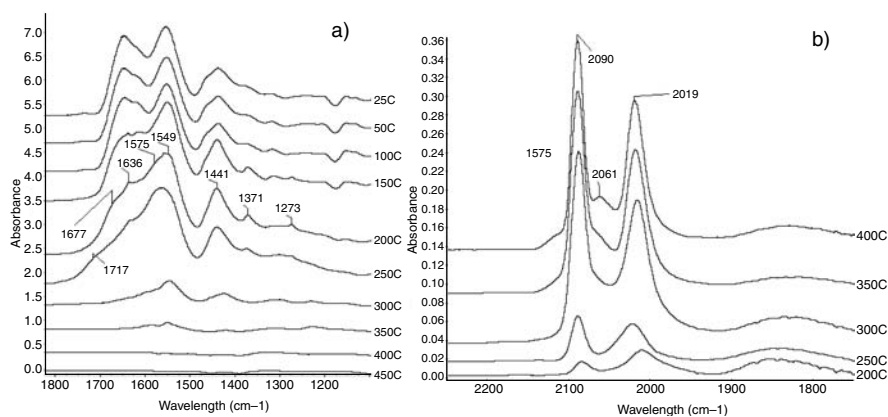 a)
7.0
6.5
6.0
5.5
5.0
4.5
4.0
3.5
3.0
2.5
2.0
1.5
1.0
0.5
0.0
Absorbance
25C
50C
100C
150C
200C
250C
300C
350C
400C
450C
1549
1575
1636
1441
1371
1273
1677
1717
1800 1700 1600 1500 1400 1300 1200
Wavelength (cm–1)
b)
0.36
0.34
0.32
0.30
0.28
0.26
0.24
0.22
0.20
0.18
0.16
0.14
0.12
0.10
0.08
0.06
0.04
0.02
0.00
Absorbance
2090
2019
1575
2061
400C
350C
300C
250C
200C
2200 2100 2000 1900 1800
Wavelength (cm–1)